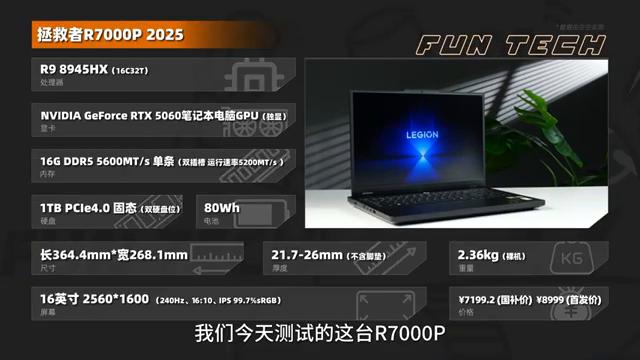 拯救者R7000P 2025
FUN TECH
R9 8945HX（16C32T）
处理器
NVIDIA GeForce RTX 5060笔记本电脑GPU（独显）
显卡
16G DDR5 5600MT/s 单条（双插槽 运行速率5200MT/s ）
内存
LEGION
1TB PCIe4.0 固态（双硬盘位）
硬盘
80Wh
电池
长364.4mm*宽268.1mm
尺寸
21.7-26mm（不含脚垫）
厚度
2.36kg（裸机）
重量
KG
16英寸 2560*1600 （240Hz、16:10、IPS 99.7%sRGB）
屏幕
¥7199.2 (国补价) ¥8999 (首发价)
价格
我们今天测试的这台R7000P